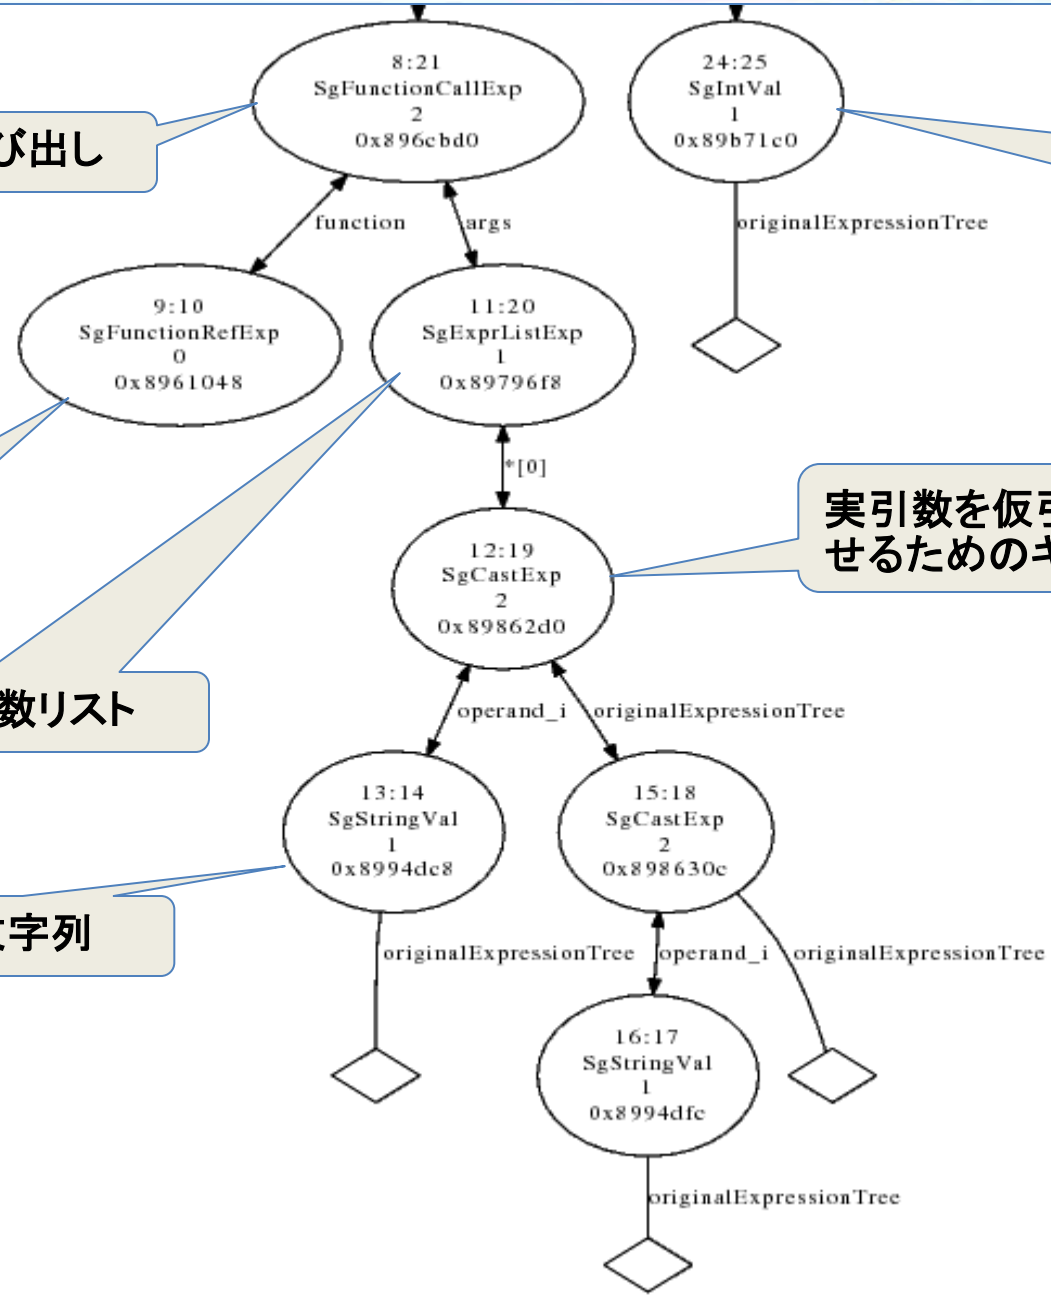 8:21
SgFunctionCallExp
2
0x896cbd0
24:25
SgIntVal
1
0x89b71c0
び出し
function
args
originalExpressionTree
9:10
SgFunctionRefExp
0
0x8961048
11:20
SgExprListExp
1
0x89796f8
*[0]
実引数を仮引
せるためのキ
12:19
SgCastExp
2
0x89862d0
数リスト
operand_i
originalExpressionTree
13:14
SgStringVal
1
0x8994dc8
15:18
SgCastExp
2
0x898630c
文字列
originalExpressionTree
operand_i
originalExpressionTree
16:17
SgStringVal
1
0x8994dfc
originalExpressionTree